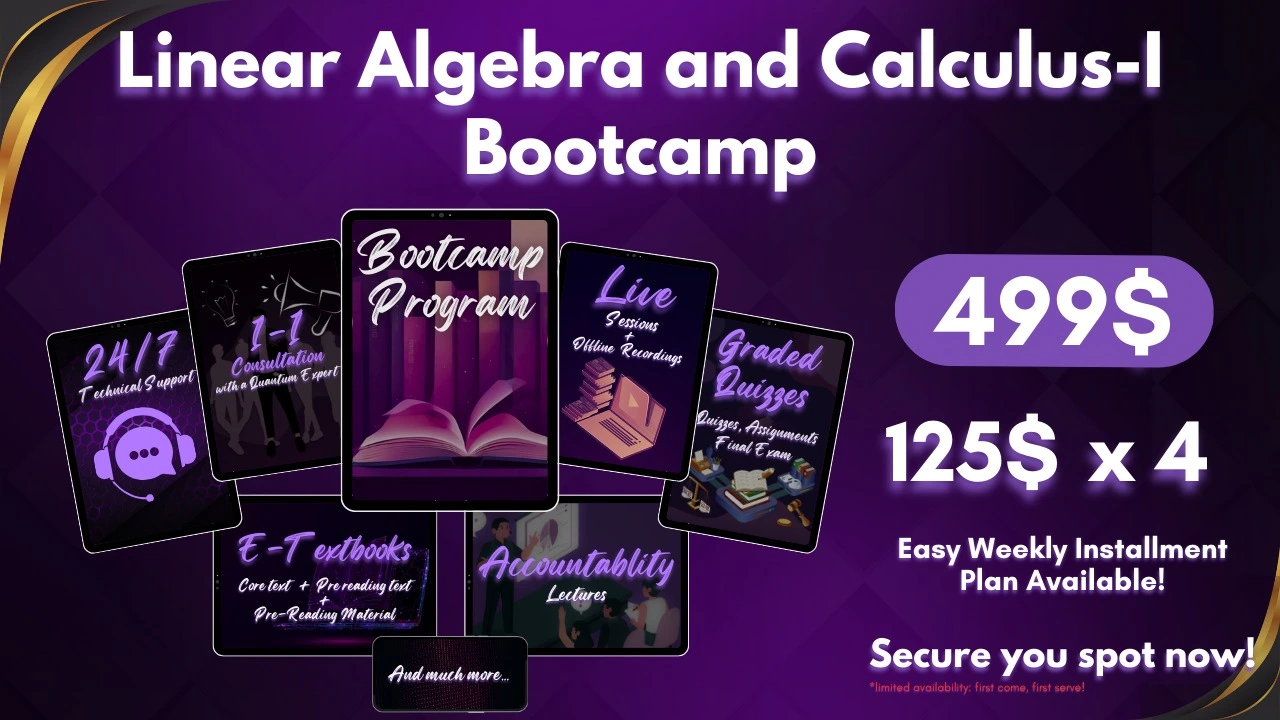 Linear Algebra and Calculus-I
Bootcamp
24/7
Technical Support
1-1
Consultation
with a Quantum Expert
Bootcamp
Program
Live
Sessions
+
Offline Recordings
Graded
Quizzes
Quizzes, Assignments
Final Exam
E-Textbooks
Core text + Pre reading text
+
Pre-Reading Material
Accountablity
Lectures
And much more...
499$
125$ x 4
Easy Weekly Installment
Plan Available!
Secure you spot now!
*limited availability: first come, first serve!